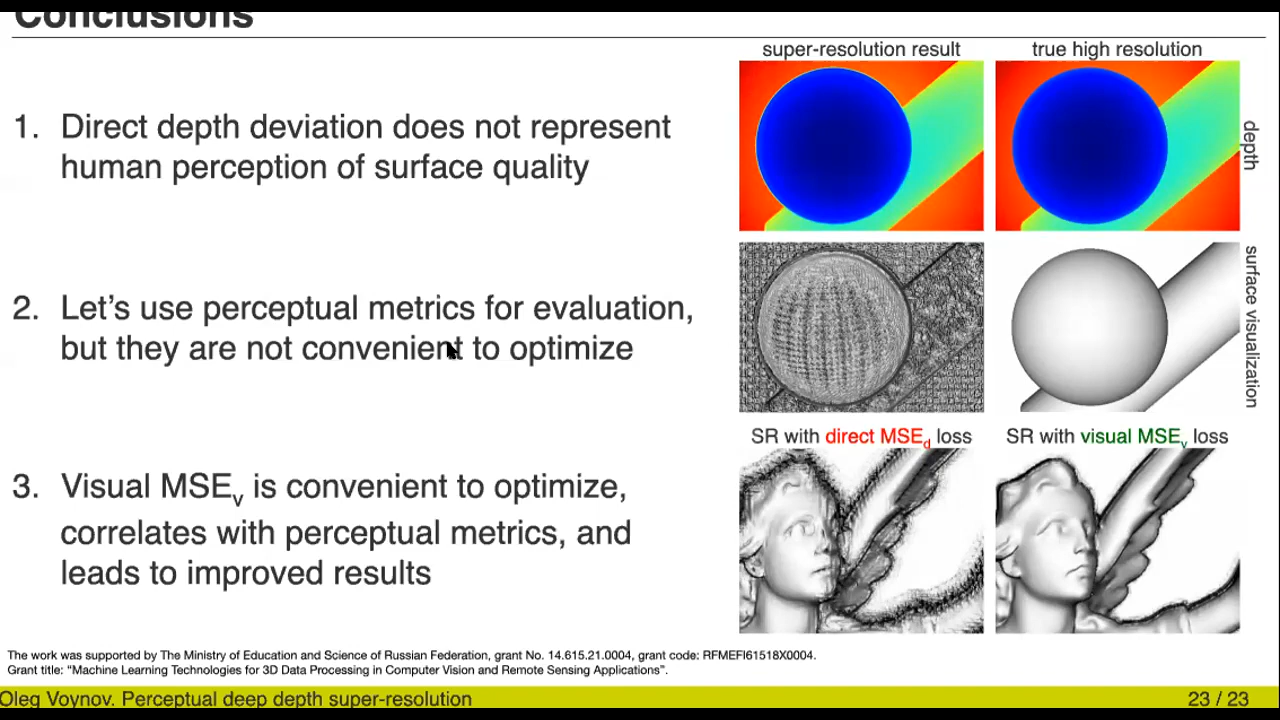 Conclusions
super-resolution result
true high resolution
1. Direct depth deviation does not represent
human perception of surface quality
depth
2. Let's use perceptual metrics for evaluation,
but they are not convenient to optimize
surface visualization
SR with direct MSEd loss
SR with visual MSEv loss
3. Visual MSEv is convenient to optimize,
correlates with perceptual metrics, and
leads to improved results
The work was supported by The Ministry of Education and Science of Russian Federation, grant No. 14.615.21.0004, grant code: RFMEFI61518X0004.
Grant title: “Machine Learning Technologies for 3D Data Processing in Computer Vision and Remote Sensing Applications”.
Oleg Voynov. Perceptual deep depth super-resolution
23 / 23